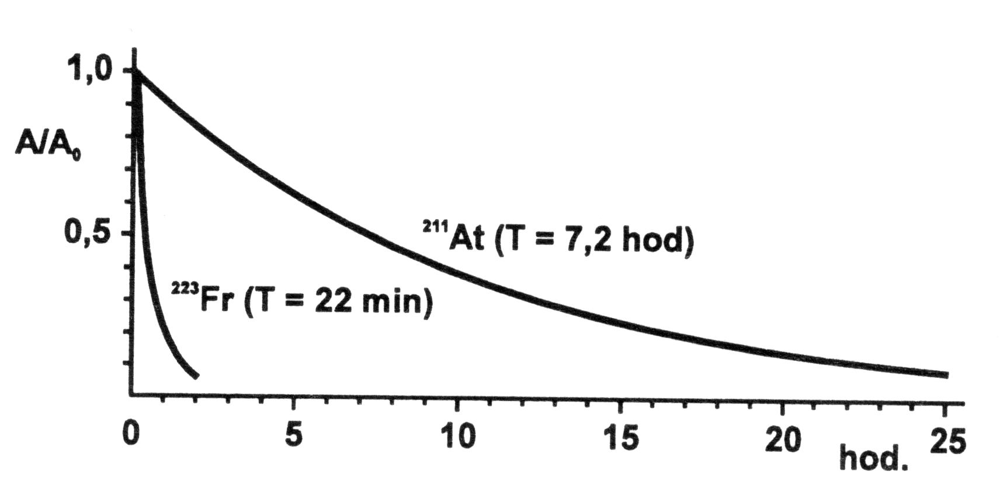 1,0
A/A₀
0,5
²¹¹At (T = 7,2 hod)
²²³Fr (T = 22 min)
0 5 10 15 20 25
hod.